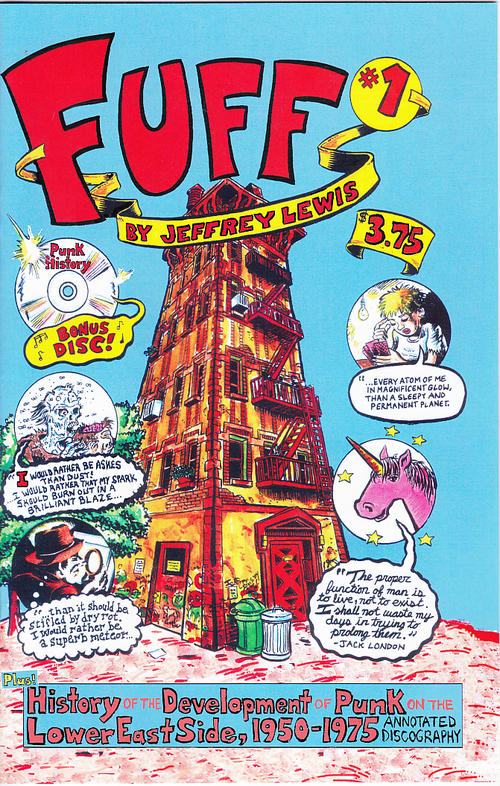 FUFF
#1
BY JEFFREY LEWIS
$3.75
PunK
History
BONUS
DISC!
"...EVERY ATOM OF ME
IN MAGNIFICENT GLOW,
THAN A SLEEPY AND
PERMANENT PLANET.
"I WOULD RATHER BE ASHES
THAN DUST!
I WOULD RATHER THAT MY SPARK
SHOULD BURN OUT IN A
BRILLIANT BLAZE...
"...than it should be
stifled by dry rot.
I would rather be
a superb meteor...
"The proper
function of man is
to live, not to exist.
I shall not waste my
days in trying to
prolong them."
-JACK LONDON
Plus!
History OF THE Development OF PunK ON THE
Lower East Side, 1950-1975 ANNOTATED
DISCOGRAPHY